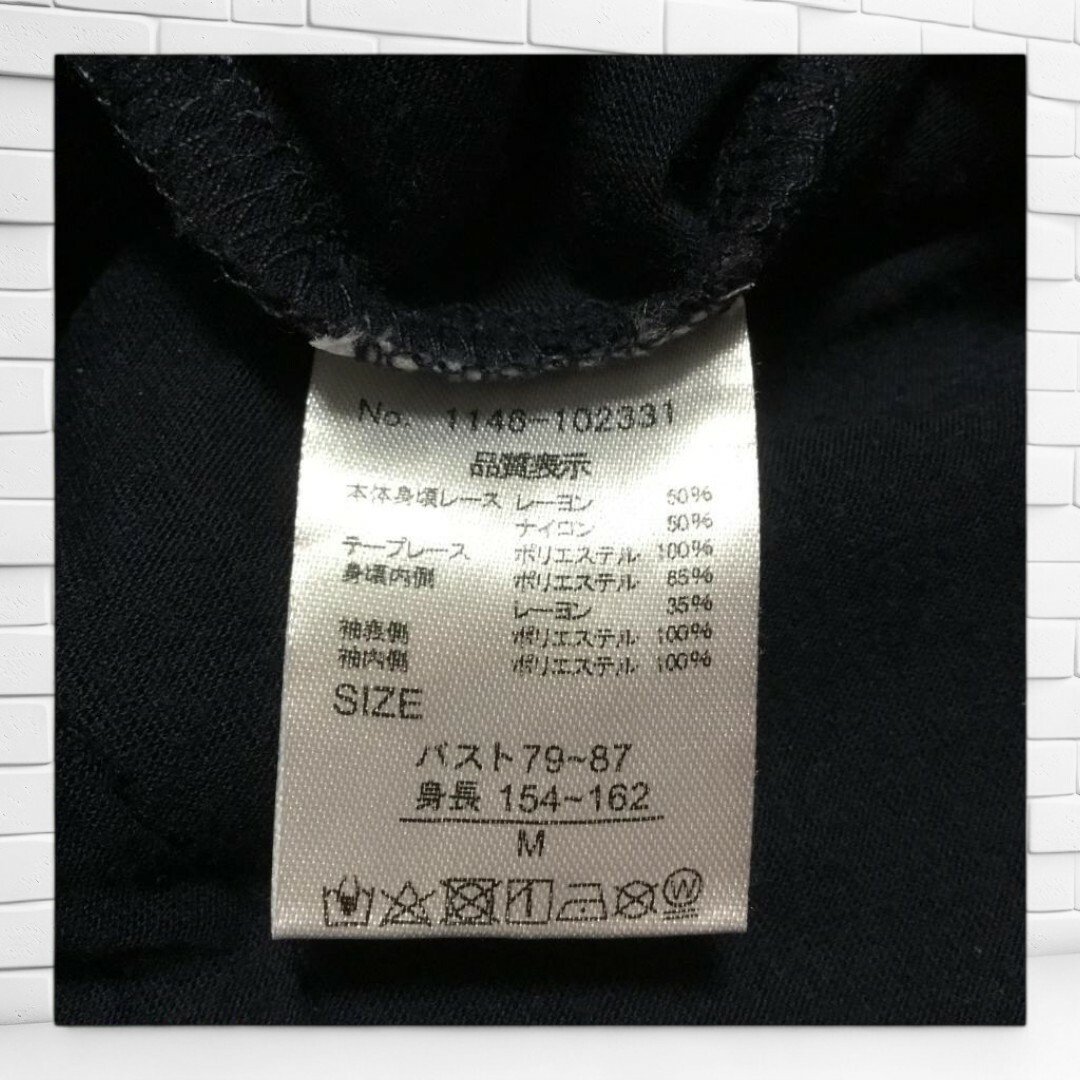 No. 1146-102331
品質表示
本体身頃レース レーヨン 50%
ナイロン 50%
テープレース ポリエステル 100%
身頃内側 ポリエステル 65%
レーヨン 35%
袖表側 ポリエステル 100%
袖内側 ポリエステル 100%
SIZE
バスト79~87
身長 154~162
M
W